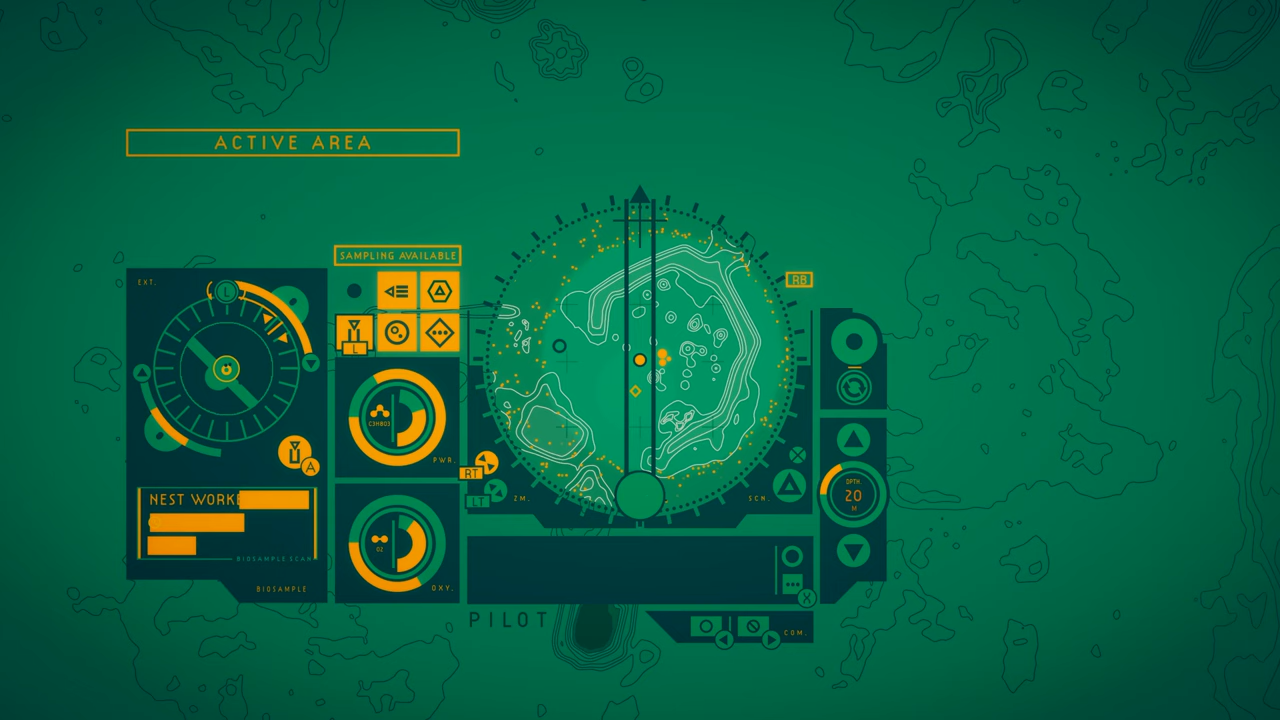 ACTIVE AREA
SAMPLING AVAILABLE
EXT.
L
L
RB
C3H8O3
PWR.
A
RT
LT
ZM.
SCH.
DPTH.
20
M
NEST WORKE
BIOSAMPLE SCAN
BIOSAMPLE
O2
OXY.
X
PILOT
COM.